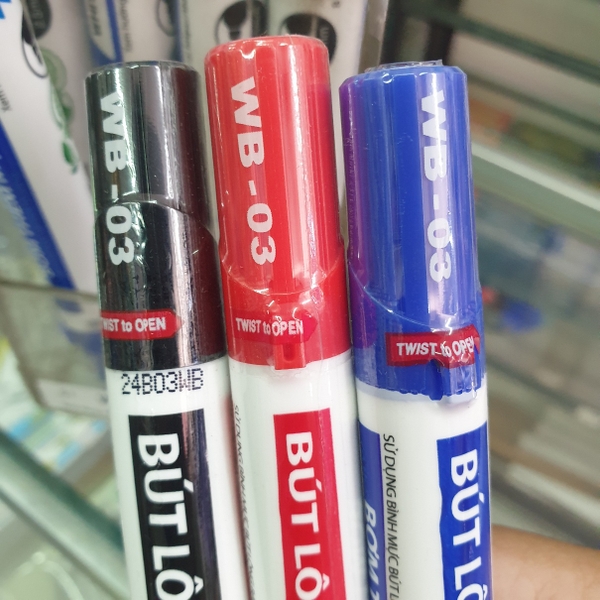 WB - 03
TWIST to OPEN
24B03WB
BÚT LÔ
WB - 03
TWIST to OPEN
BÚT LÔ
WB - 03
TWIST to OPEN
SỬ DỤNG BÌNH MỰC BÚT L
BƠM
BÚT LÔ